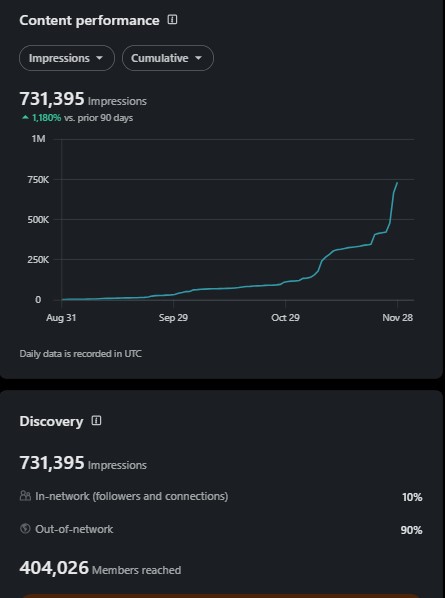 Content performance
Impressions
Cumulative
731,395 Impressions
1,180% vs. prior 90 days
1M
750K
500K
250K
0
Aug 31
Sep 29
Oct 29
Nov 28
Daily data is recorded in UTC
Discovery
731,395 Impressions
In-network (followers and connections) 10%
Out-of-network 90%
404,026 Members reached